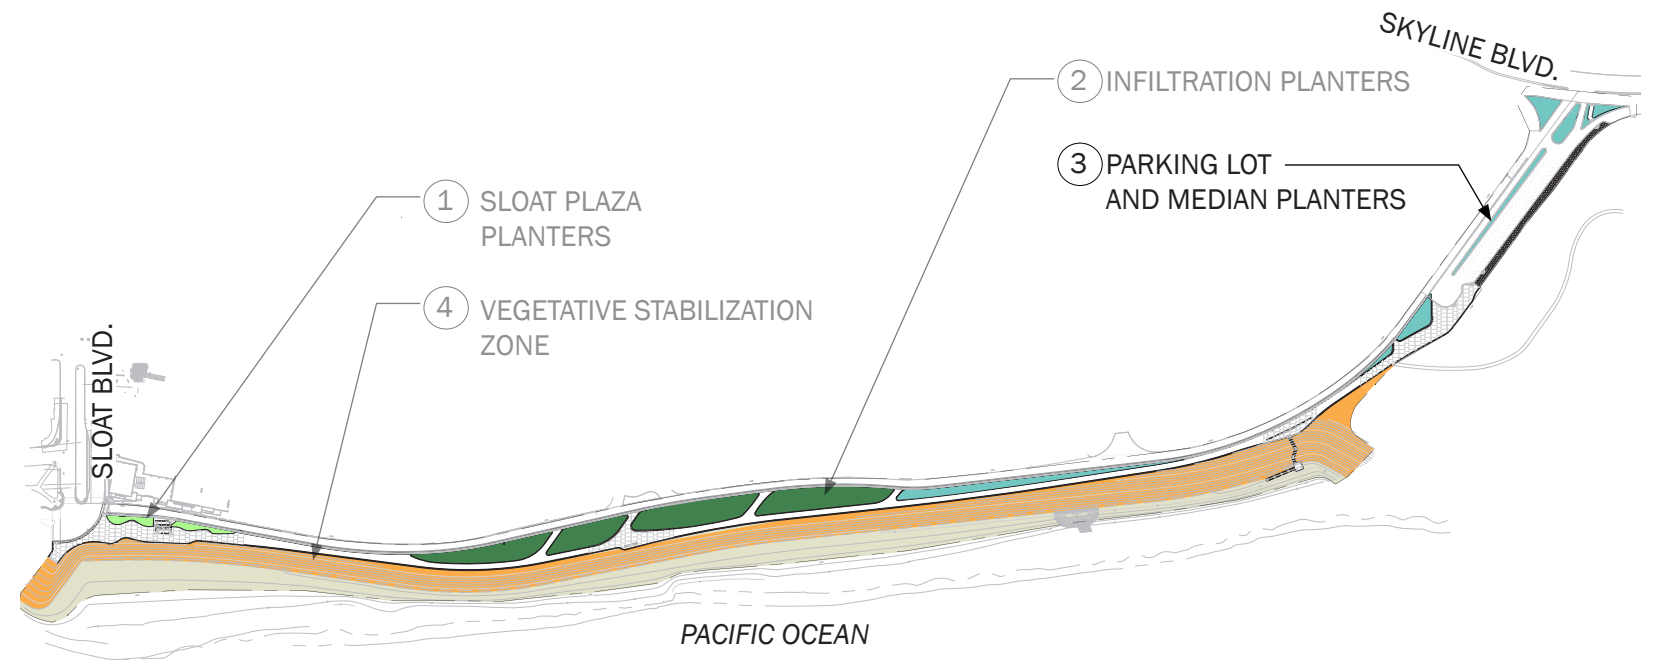 SKYLINE BLVD.
2 INFILTRATION PLANTERS
3 PARKING LOT
AND MEDIAN PLANTERS
1 SLOAT PLAZA
PLANTERS
4 VEGETATIVE STABILIZATION
ZONE
SLOAT BLVD.
PACIFIC OCEAN